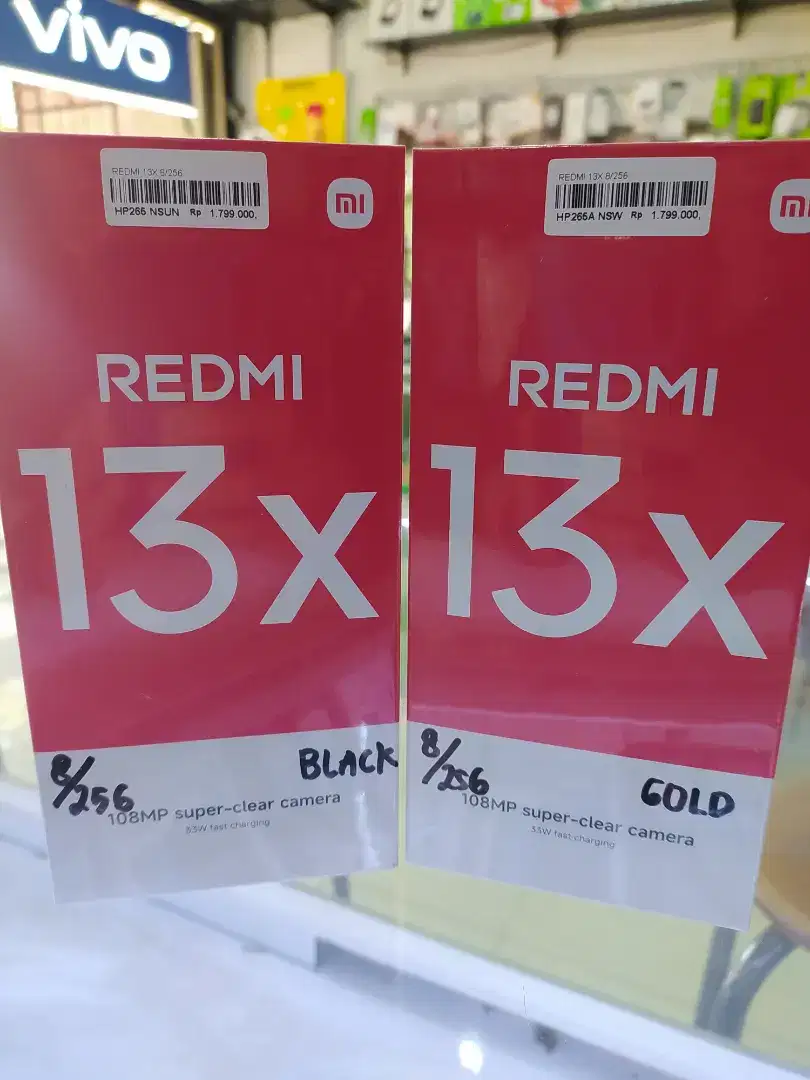 vivo
REDMI 13X 8/256
HP265 NSUN Rp 1.799.000,
mi
REDMI
13x
8/256
BLACK
108MP super-clear camera
33W fast charging
REDMI 13X 8/256
HP265A NSW Rp 1.799.000,
mi
REDMI
13x
8/256
GOLD
108MP super-clear camera
33W fast charging